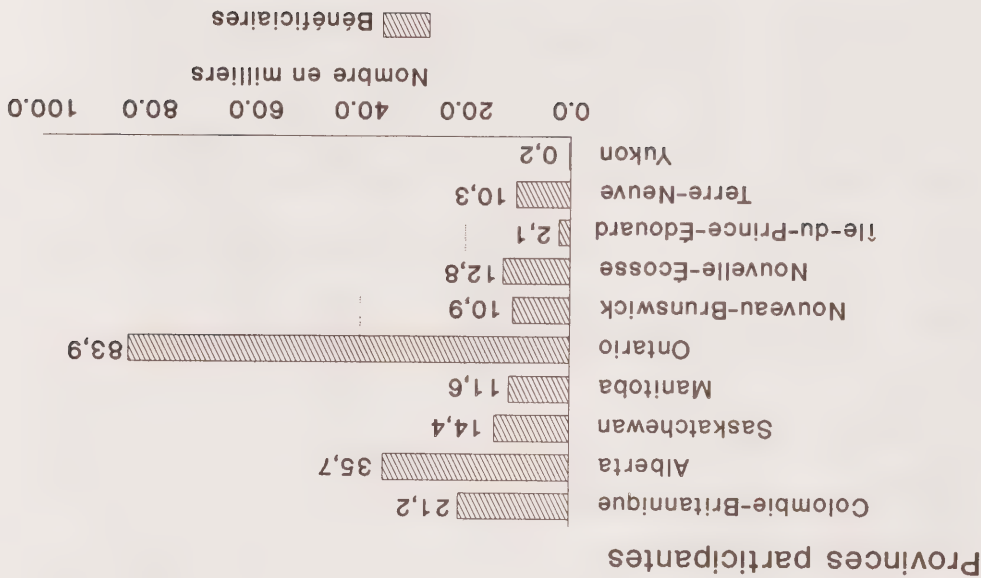 Provinces participantes
Colombie-Britannique 21,2
Alberta 35,7
Saskatchewan 14,4
Manitoba 11,6
Ontario 83,9
Nouveau-Brunswick 10,9
Nouvelle-Écosse 12,8
Île-du-Prince-Édouard 2,1
Terre-Neuve 10,3
Yukon 0,2
0.0 20.0 40.0 60.0 80.0 100.0
Nombre en milliers
Bénéficiaires